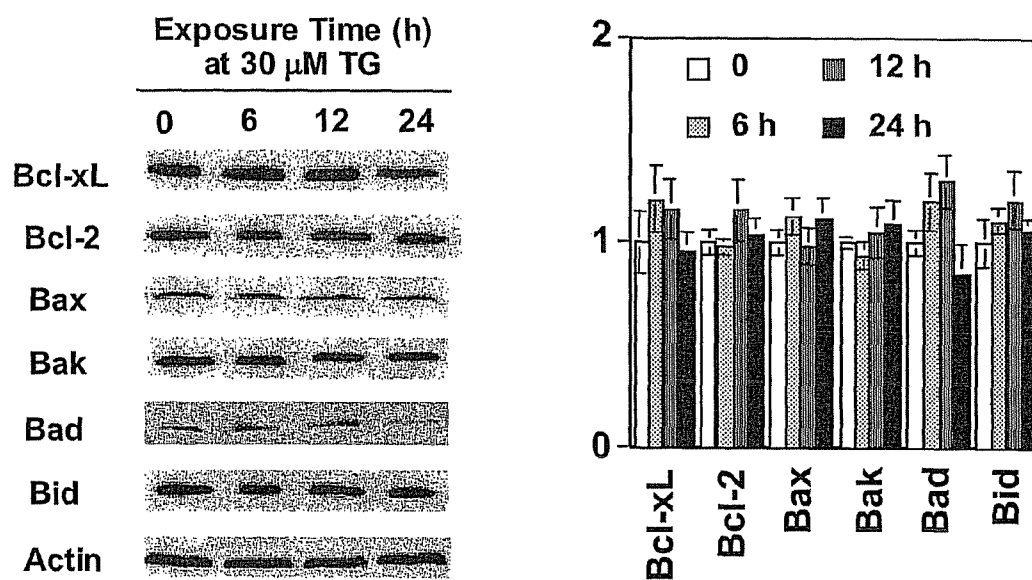 Exposure Time (h)
at 30 μM TG
0 6 12 24
Bcl-xL
Bcl-2
Bax
Bak
Bad
Bid
Actin
2
1
0
0 12 h
6 h 24 h
Bcl-xL
Bcl-2
Bax
Bak
Bad
Bid